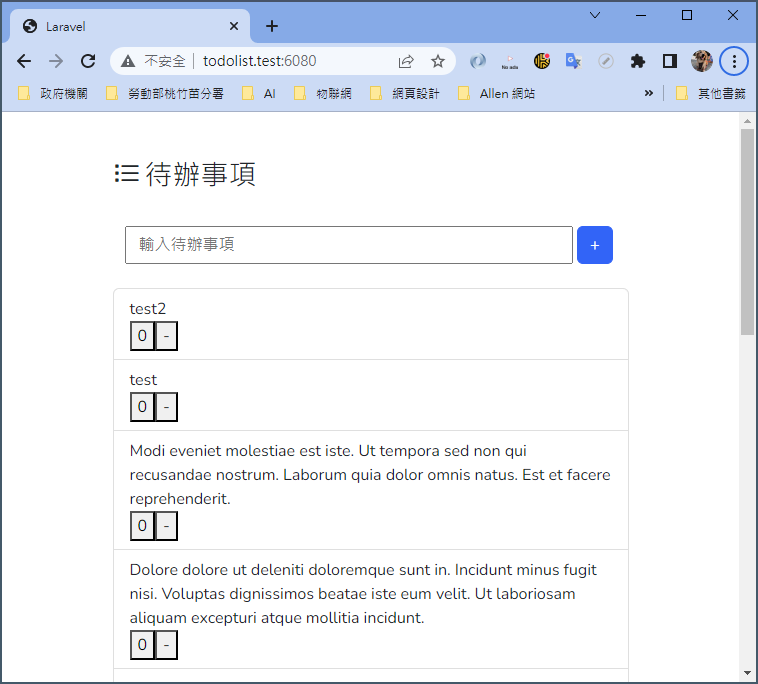 Laravel
不安全 todolist.test:6080
政府機關 勞動部桃竹苗分署 AI 物聯網 網頁設計 Allen 網站 » 其他書籤
待辦事項
輸入待辦事項 +
test2
0 -
test
0 -
Modi eveniet molestiae est iste. Ut tempora sed non qui
recusandae nostrum. Laborum quia dolor omnis natus. Est et facere
reprehenderit.
0 -
Dolore dolore ut deleniti doloremque sunt in. Incidunt minus fugit
nisi. Voluptas dignissimos beatae iste eum velit. Ut laboriosam
aliquam excepturi atque mollitia incidunt.
0 -